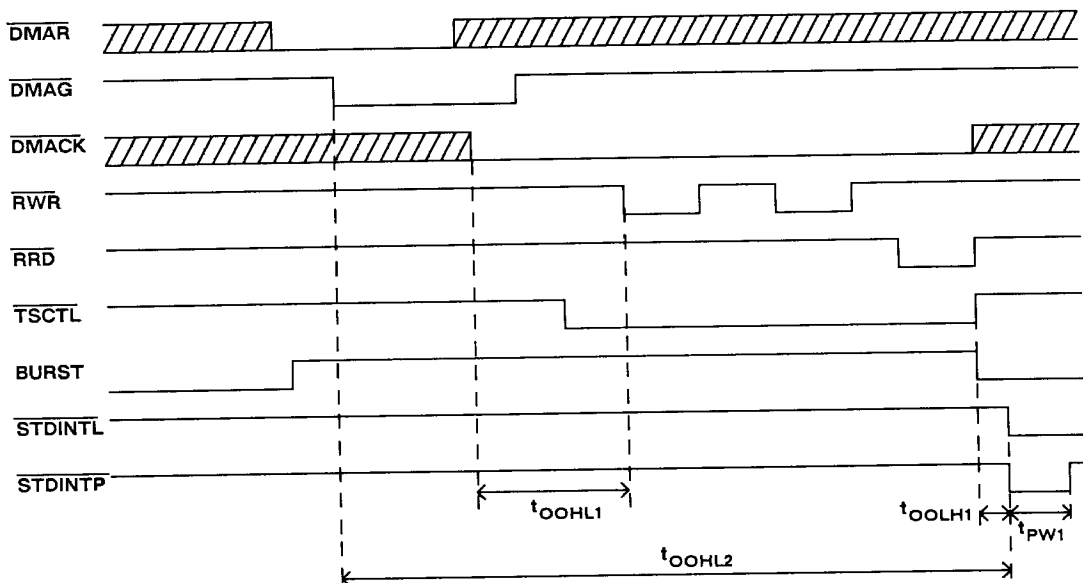 DMAR
DMAG
DMACK
RWR
RRD
TSCTL
BURST
STDINTL
STDINTP
tOOHL1
tOOLH1
tPW1
tOOHL2